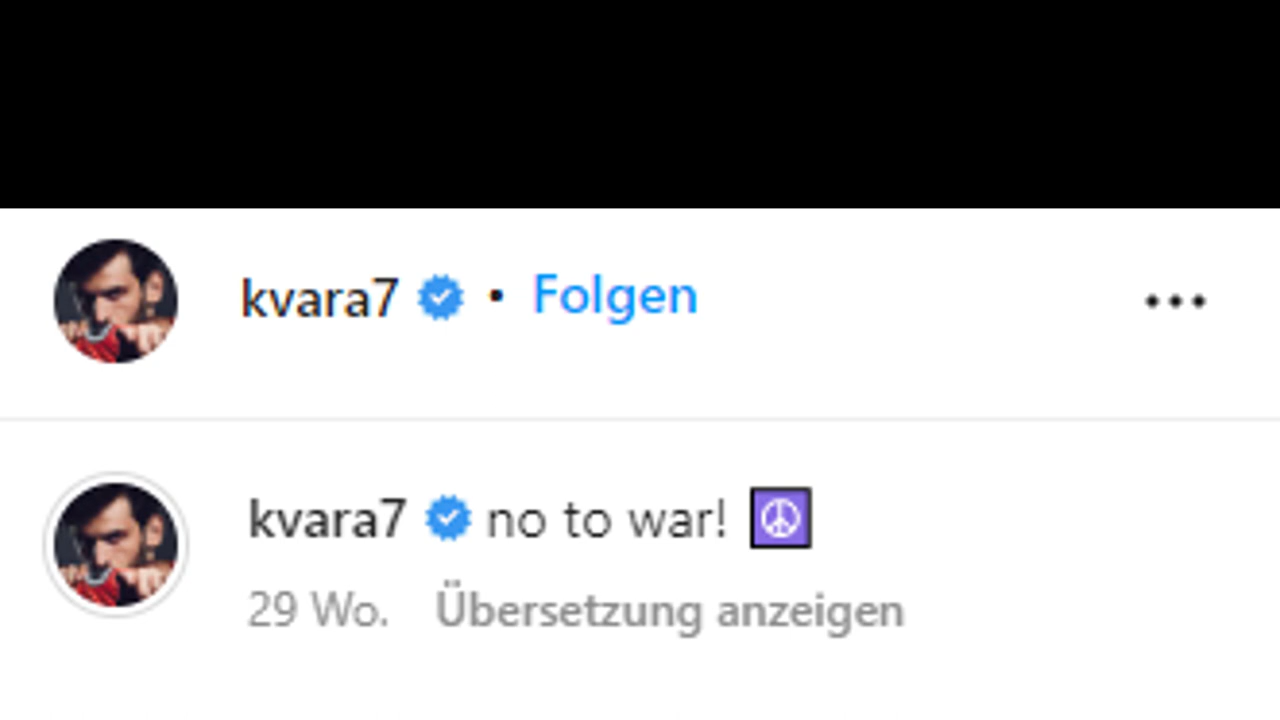 kvara7 • Folgen
kvara7 no to war! ☮
29 Wo. Übersetzung anzeigen